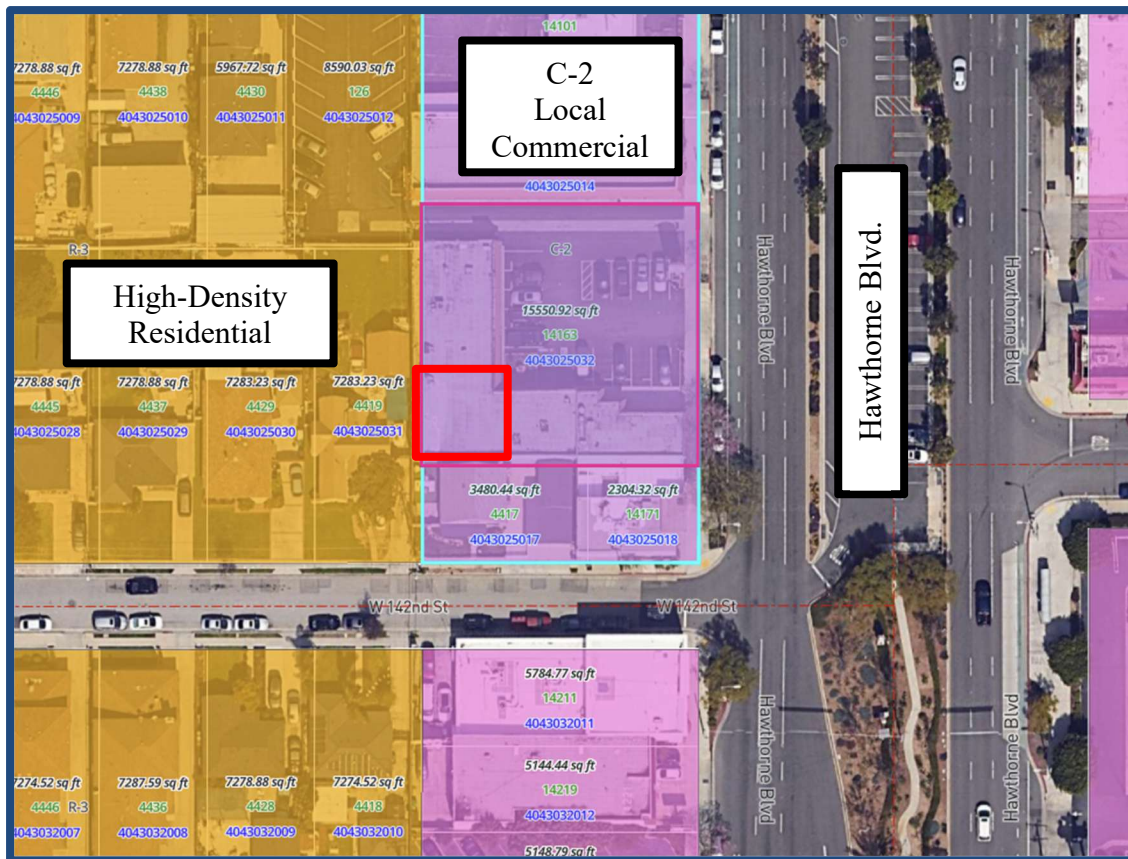 14101
7278.88 sq ft
7278.88 sq ft
5967.72 sq ft
8590.03 sq ft
4446
4438
4430
126
4043025009
4043025010
4043025011
4043025012
C-2
Local
Commercial
4043025014
R-3
C-2
High-Density
Residential
15550.92 sq ft
14163
4043025032
Hawthorne Blvd
Hawthorne Blvd.
Hawthorne Blvd
7278.88 sq ft
7278.88 sq ft
7283.23 sq ft
7283.23 sq ft
4445
4437
4429
4419
4043025028
4043025029
4043025030
4043025031
3480.44 sq ft
2304.32 sq ft
4417
14171
4043025017
4043025018
W 142nd St
W 142nd St
5784.77 sq ft
14211
4043032011
Hawthorne Blvd
Hawthorne Blvd
7274.52 sq ft
7287.59 sq ft
7278.88 sq ft
7274.52 sq ft
4446
R-3
4436
4428
4418
4043032007
4043032008
4043032009
4043032010
5144.44 sq ft
14219
4043032012
5148.79 sq ft